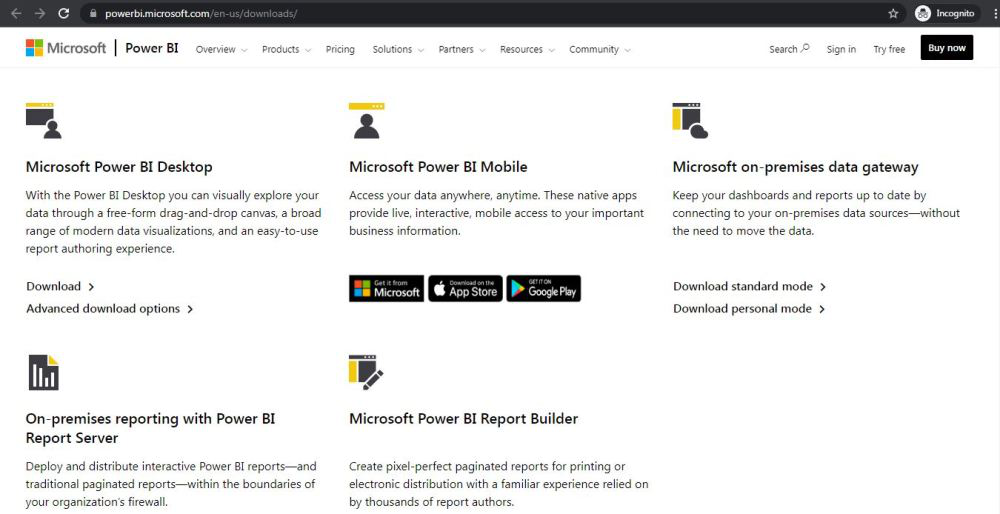 powerbi.microsoft.com/en-us/downloads/
Incognito
Microsoft
Power BI
Overview
Products
Pricing
Solutions
Partners
Resources
Community
Search
Sign in
Try free
Buy now
Microsoft Power BI Desktop
With the Power BI Desktop you can visually explore your
data through a free-form drag-and-drop canvas, a broad
range of modern data visualizations, and an easy-to-use
report authoring experience.
Download
Advanced download options
Microsoft Power BI Mobile
Access your data anywhere, anytime. These native apps
provide live, interactive, mobile access to your important
business information.
Get it from
Microsoft
Download on the
App Store
GET IT ON
Google Play
Microsoft on-premises data gateway
Keep your dashboards and reports up to date by
connecting to your on-premises data sources—without
the need to move the data.
Download standard mode
Download personal mode
On-premises reporting with Power BI
Report Server
Deploy and distribute interactive Power BI reports—and
traditional paginated reports—within the boundaries of
your organization's firewall.
Microsoft Power BI Report Builder
Create pixel-perfect paginated reports for printing or
electronic distribution with a familiar experience relied on
by thousands of report authors.